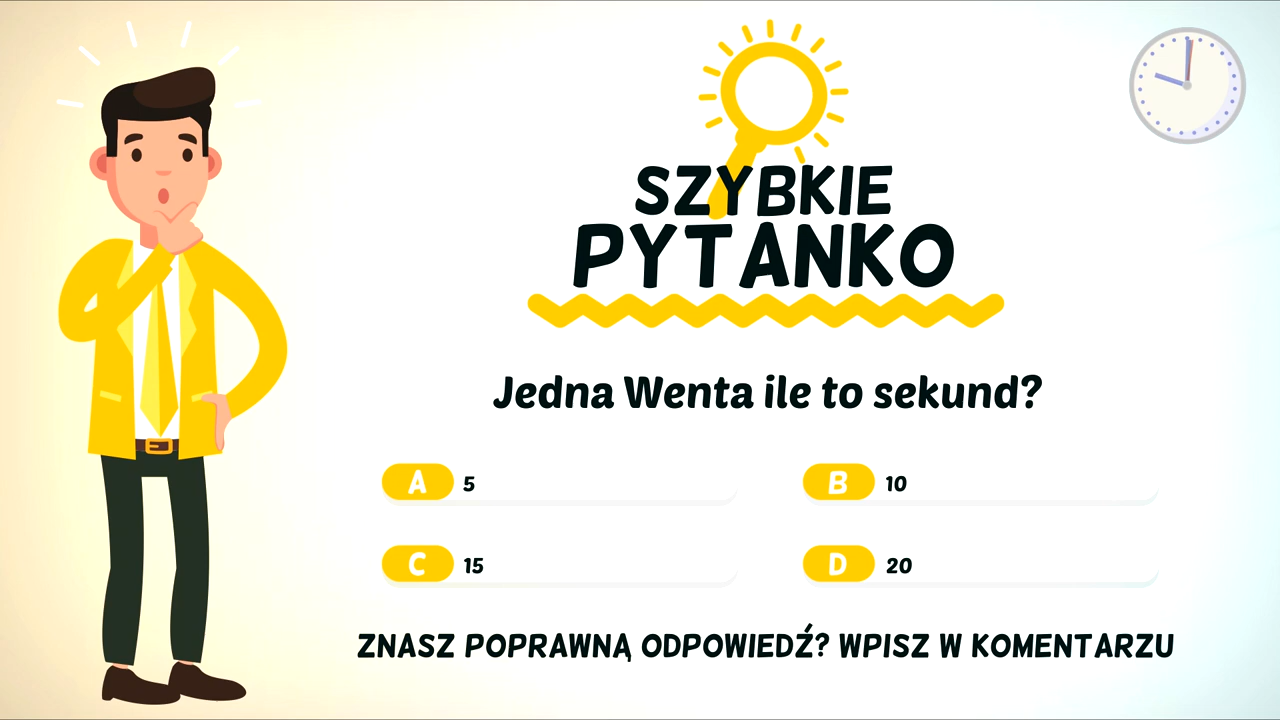 SZYBKIE
PYTANKO
Jedna Wenta ile to sekund?
A 5
B 10
C 15
D 20
ZNASZ POPRAWNĄ ODPOWIEDŹ? WPISZ W KOMENTARZU